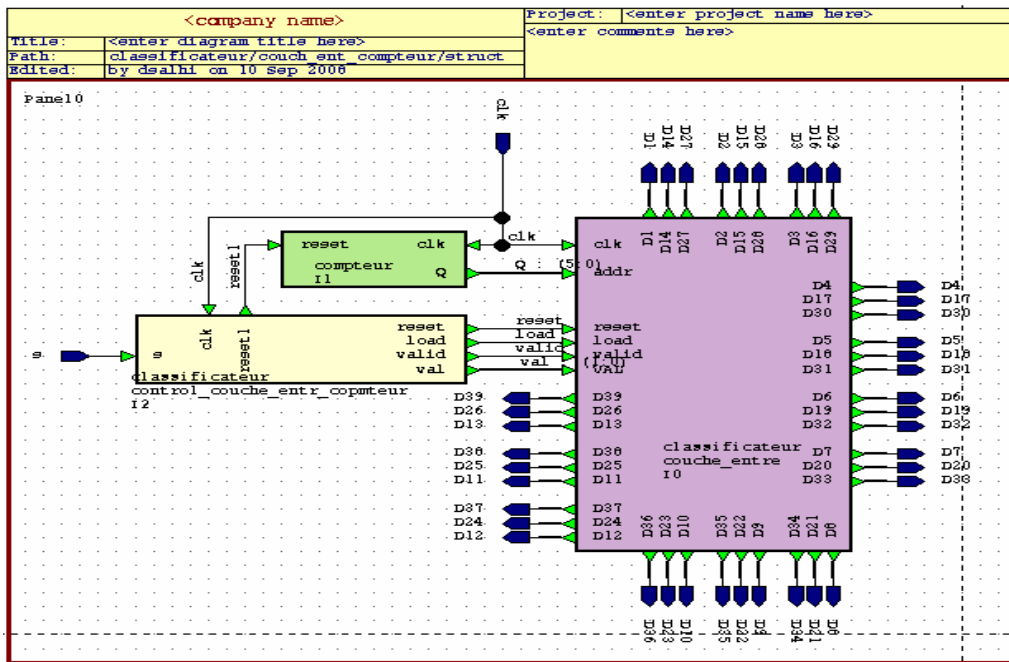 <company name>
Project: <enter project name here>
Title: <enter diagram title here>
<enter comments here>
Path: classificateur/couch_ent_compteur/struct
Edited: by dsalhi on 10 Sep 2008
Panel0
clk
D1 D14 D27 D2 D15 D28 D3 D16 D29
reset clk
clk
clk
D1 D14 D27 D2 D15 D28 D3 D16 D29
compteur Q
I1
Q : (5:0)
addr
clk
reset1
D4 D4
D17 D17
D30 D30
clk reset1
reset reset reset
load load load
valid valid valid
val val (1:0) VAL
s s
classificateur
control_couche_entr_copmteur
I2
D5 D5
D18 D18
D31 D31
D39 D39 D6 D6
D26 D26 D19 D19
D13 D13 D32 D32
classificateur
couche_entre
I0
D38 D38 D7 D7
D25 D25 D20 D20
D11 D11 D33 D33
D37 D37
D24 D24
D12 D12
D36 D23 D10 D35 D22 D9 D34 D21 D8
D36 D23 D10 D35 D22 D9 D34 D21 D8